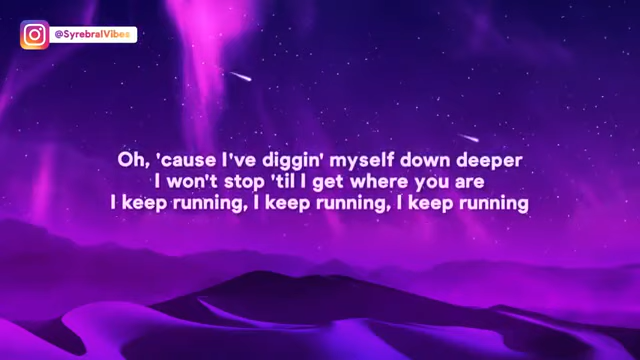 @SyrebralVibes
Oh, 'cause I've diggin' myself down deeper
I won't stop 'til I get where you are
I keep running, I keep running, I keep running